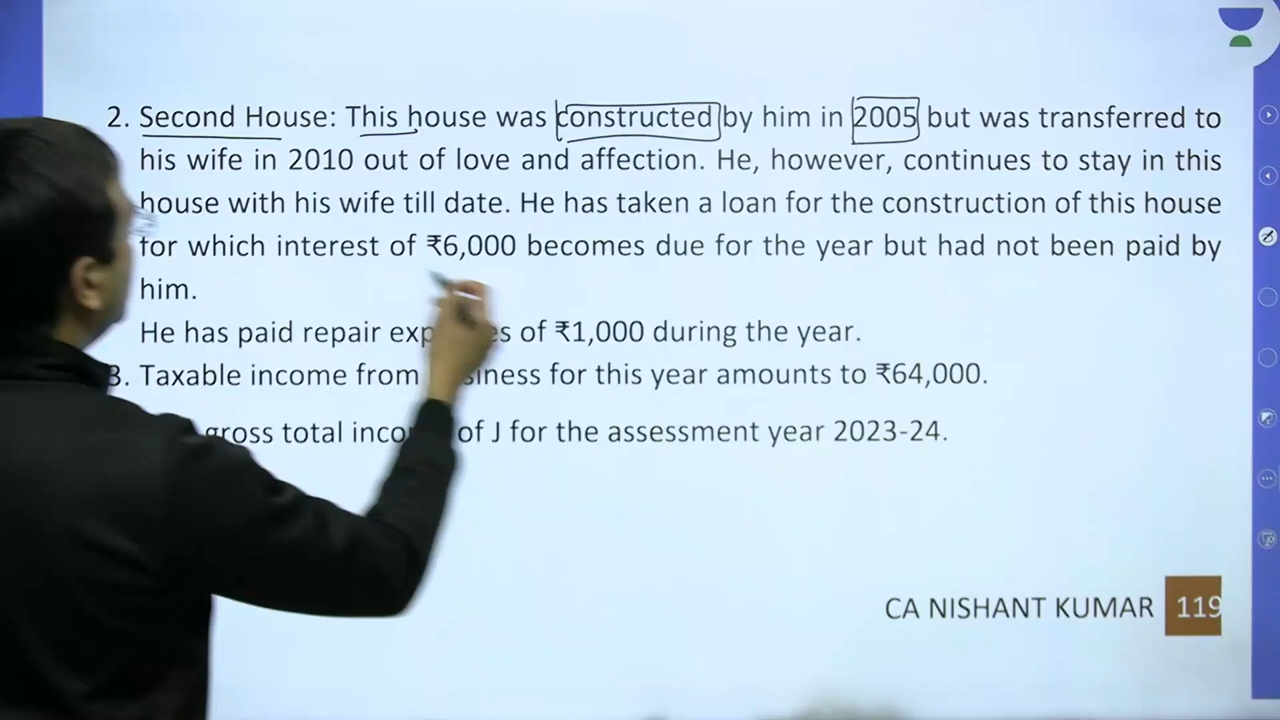 2. Second House: This house was constructed by him in 2005 but was transferred to
his wife in 2010 out of love and affection. He, however, continues to stay in this
house with his wife till date. He has taken a loan for the construction of this house
for which interest of ₹6,000 becomes due for the year but had not been paid by
him.
He has paid repair of ₹1,000 during the year.
3. Taxable income from for this year amounts to ₹64,000.
gross total of J for the assessment year 2023-24.
CA NISHANT KUMAR 119